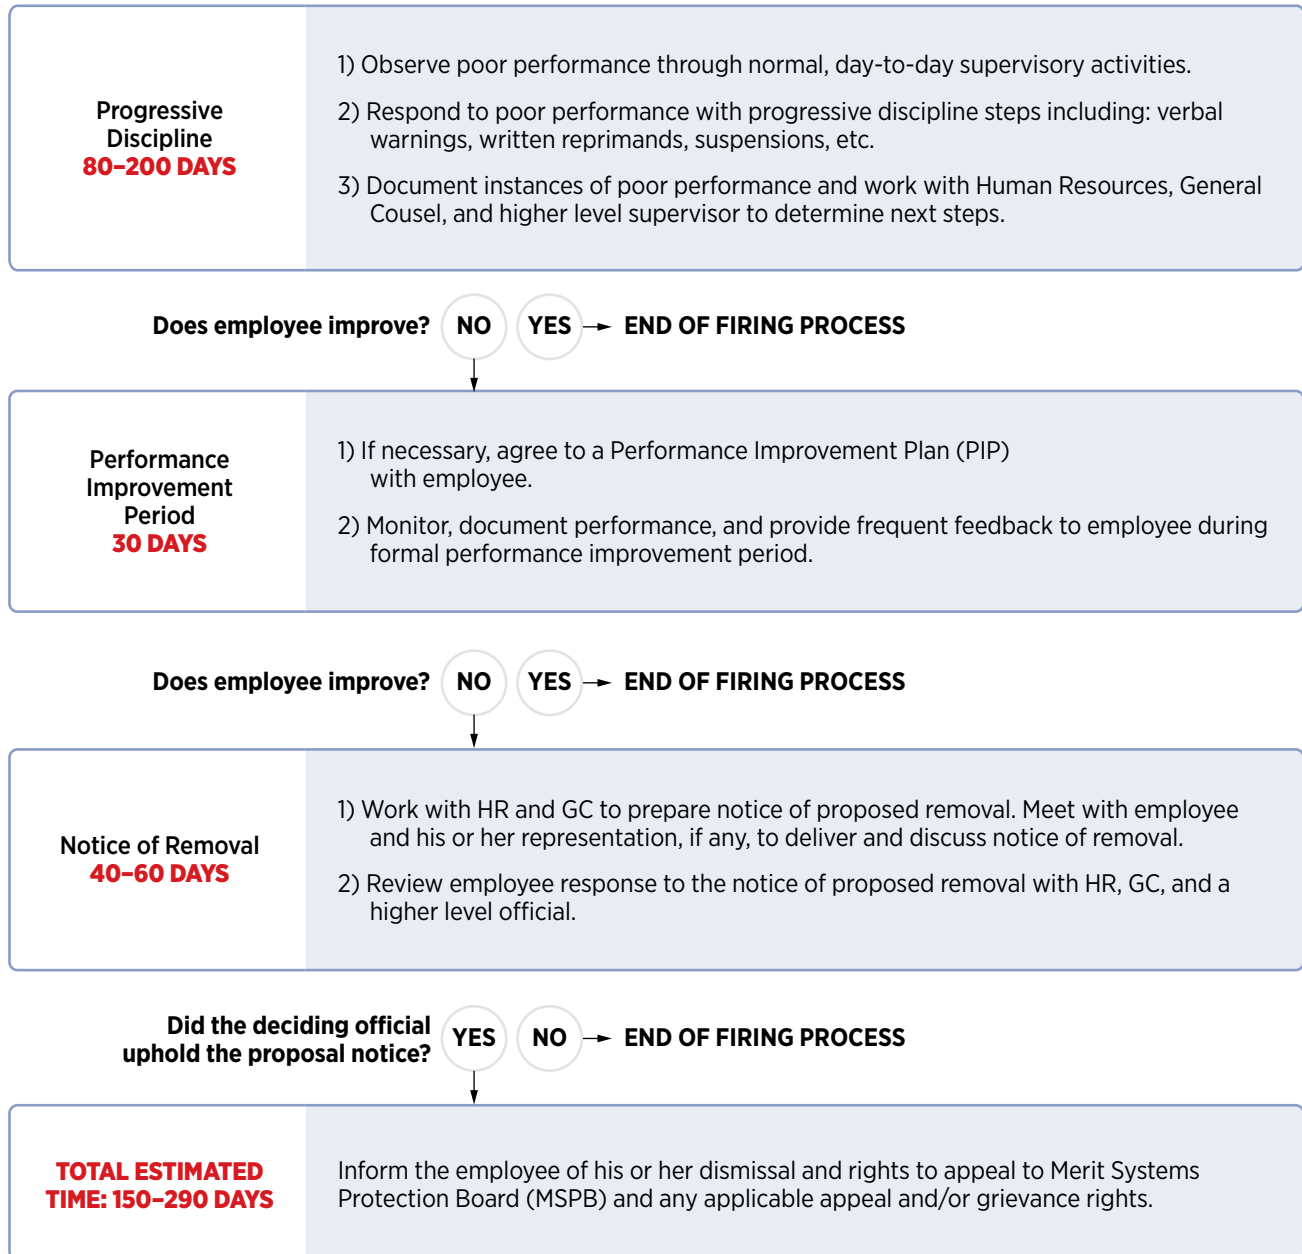 Progressive
Discipline
80–200 DAYS
1) Observe poor performance through normal, day-to-day supervisory activities.
2) Respond to poor performance with progressive discipline steps including: verbal
warnings, written reprimands, suspensions, etc.
3) Document instances of poor performance and work with Human Resources, General
Cousel, and higher level supervisor to determine next steps.
Does employee improve? NO YES END OF FIRING PROCESS
Performance
Improvement
Period
30 DAYS
1) If necessary, agree to a Performance Improvement Plan (PIP)
with employee.
2) Monitor, document performance, and provide frequent feedback to employee during
formal performance improvement period.
Does employee improve? NO YES END OF FIRING PROCESS
Notice of Removal
40–60 DAYS
1) Work with HR and GC to prepare notice of proposed removal. Meet with employee
and his or her representation, if any, to deliver and discuss notice of removal.
2) Review employee response to the notice of proposed removal with HR, GC, and a
higher level official.
Did the deciding official
uphold the proposal notice? YES NO END OF FIRING PROCESS
TOTAL ESTIMATED
TIME: 150–290 DAYS
Inform the employee of his or her dismissal and rights to appeal to Merit Systems
Protection Board (MSPB) and any applicable appeal and/or grievance rights.